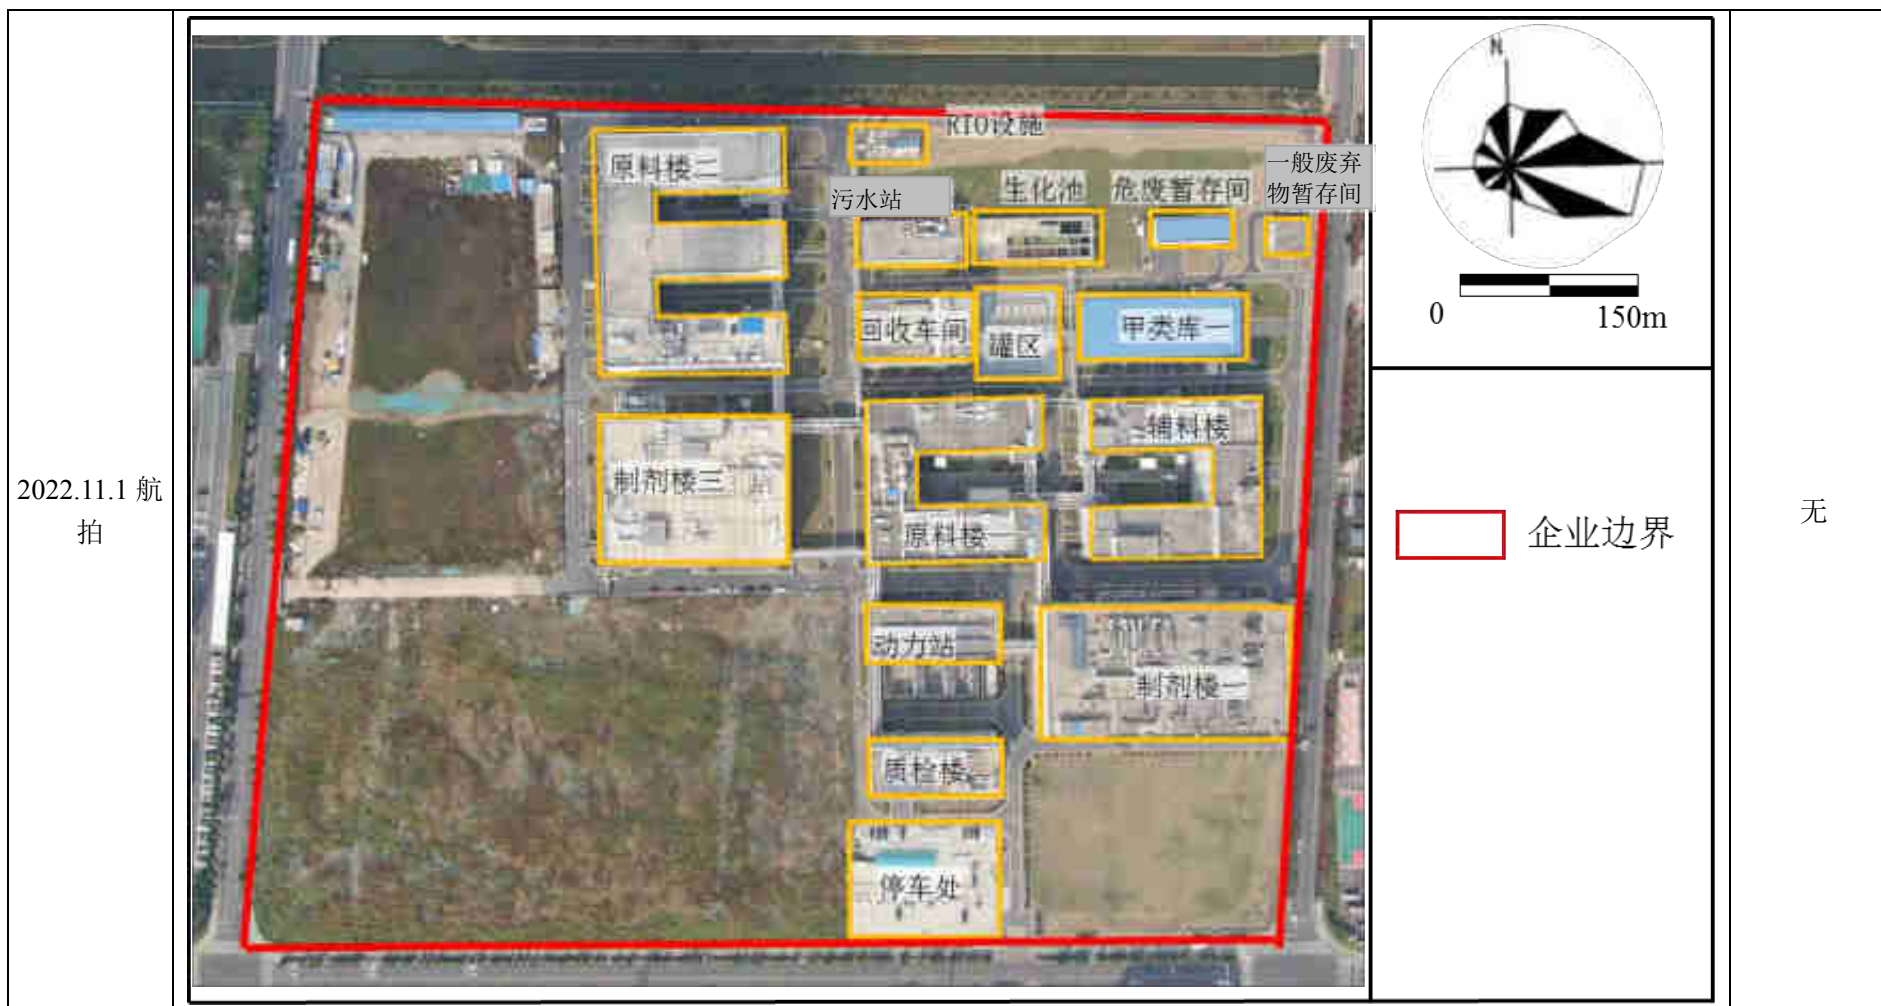 2022.11.1 航
拍
RTO设施
原料楼二
一般废弃
物暂存间
污水站
生化池
危废暂存间
回收车间
罐区
甲类库一
辅料楼
制剂楼三
原料楼一
动力站
制剂楼一
质检楼
停车处
N
0
150m
企业边界
无